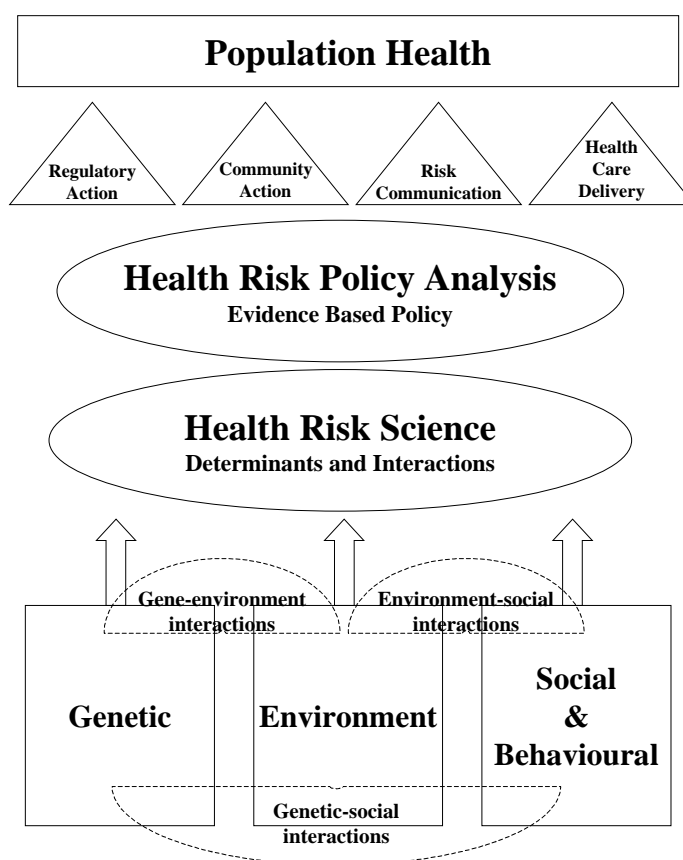 Population Health
Regulatory
Action
Community
Action
Risk
Communication
Health
Care
Delivery
Health Risk Policy Analysis
Evidence Based Policy
Health Risk Science
Determinants and Interactions
Gene-environment
interactions
Environment-social
interactions
Genetic
Environment
Social
&
Behavioural
Genetic-social
interactions